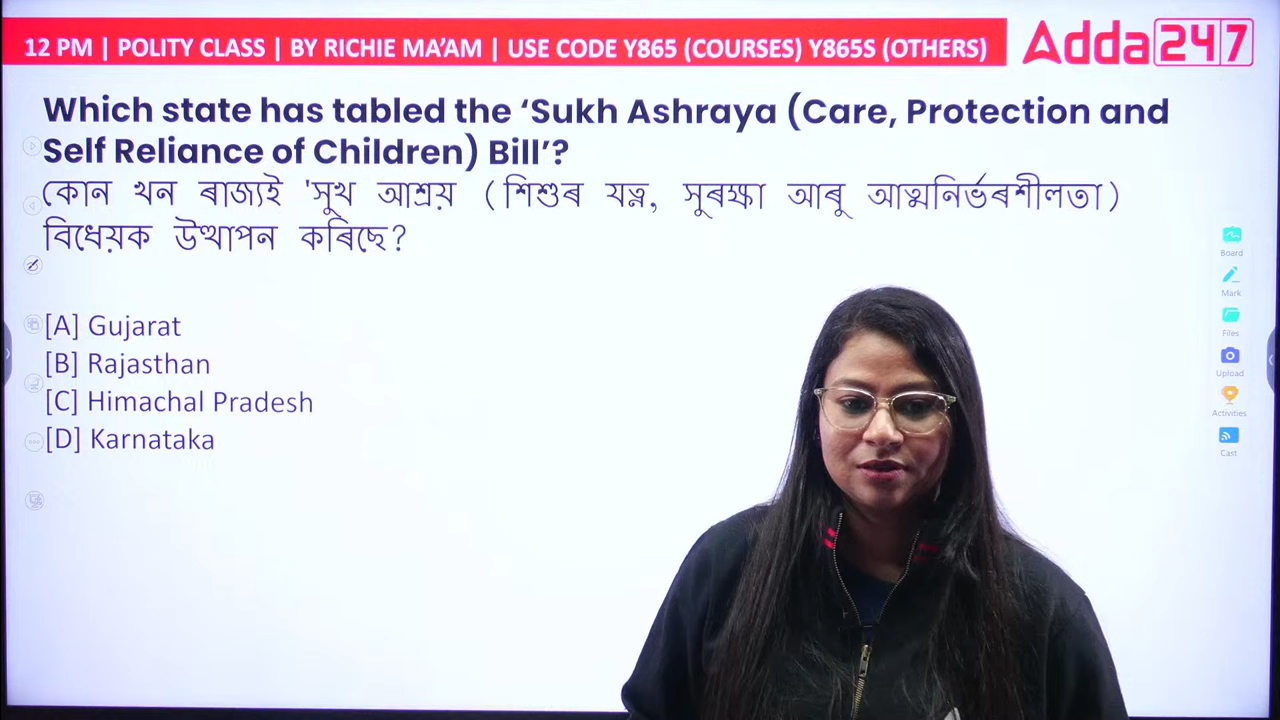 12 PM | POLITY CLASS | BY RICHIE MA’AM | USE CODE Y865 (COURSES) Y865S (OTHERS)
Adda247
Which state has tabled the ‘Sukh Ashraya (Care, Protection and
Self Reliance of Children) Bill’?
কোন খন ৰাজ্যই 'সুখ আশ্রয় (শিশুৰ যত্ন, সুৰক্ষা আৰু আত্মনিৰ্ভৰশীলতা)
বিধেয়ক উত্থাপন কৰিছে?
[A] Gujarat
[B] Rajasthan
[C] Himachal Pradesh
[D] Karnataka
Board
Mark
Files
Upload
Activities
Cast